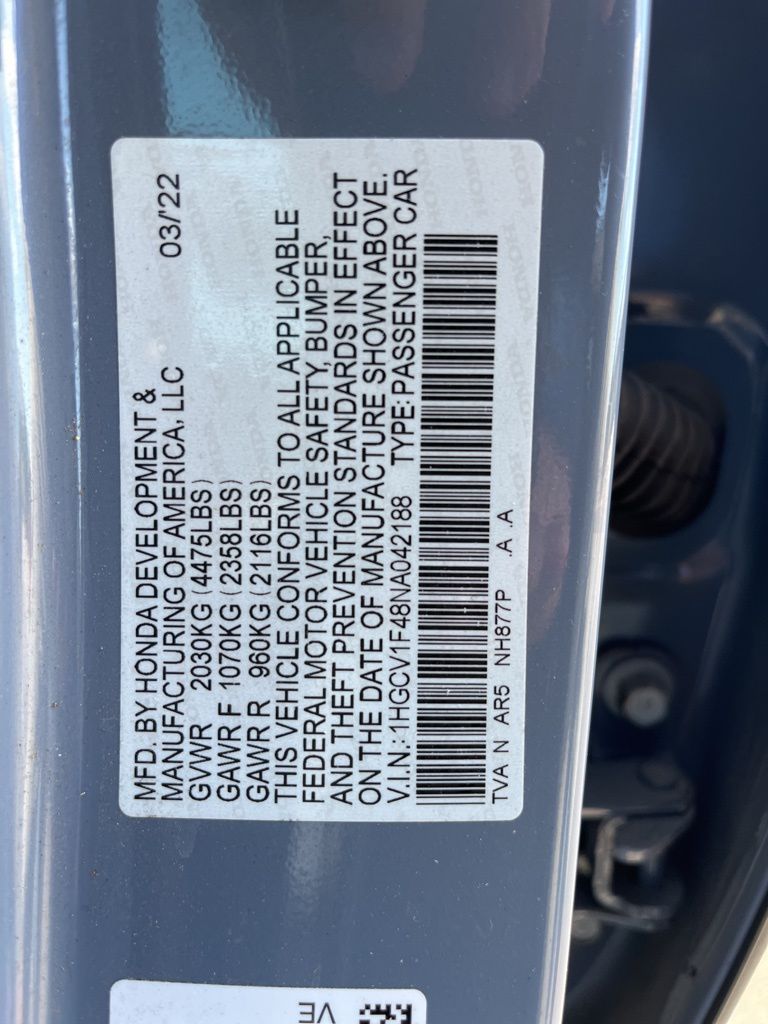 MFD. BY HONDA DEVELOPMENT &
MANUFACTURING OF AMERICA, LLC 03/'22
GVWR 2030KG (4475LBS)
GAWR F 1070KG (2358LBS)
GAWR R 960KG (2116LBS)
THIS VEHICLE CONFORMS TO ALL APPLICABLE
FEDERAL MOTOR VEHICLE SAFETY, BUMPER,
AND THEFT PREVENTION STANDARDS IN EFFECT
ON THE DATE OF MANUFACTURE SHOWN ABOVE.
V.I.N.: 1HGCV1F48NA042188 TYPE: PASSENGER CAR
TVA N AR5 NH877P .A .A
VE